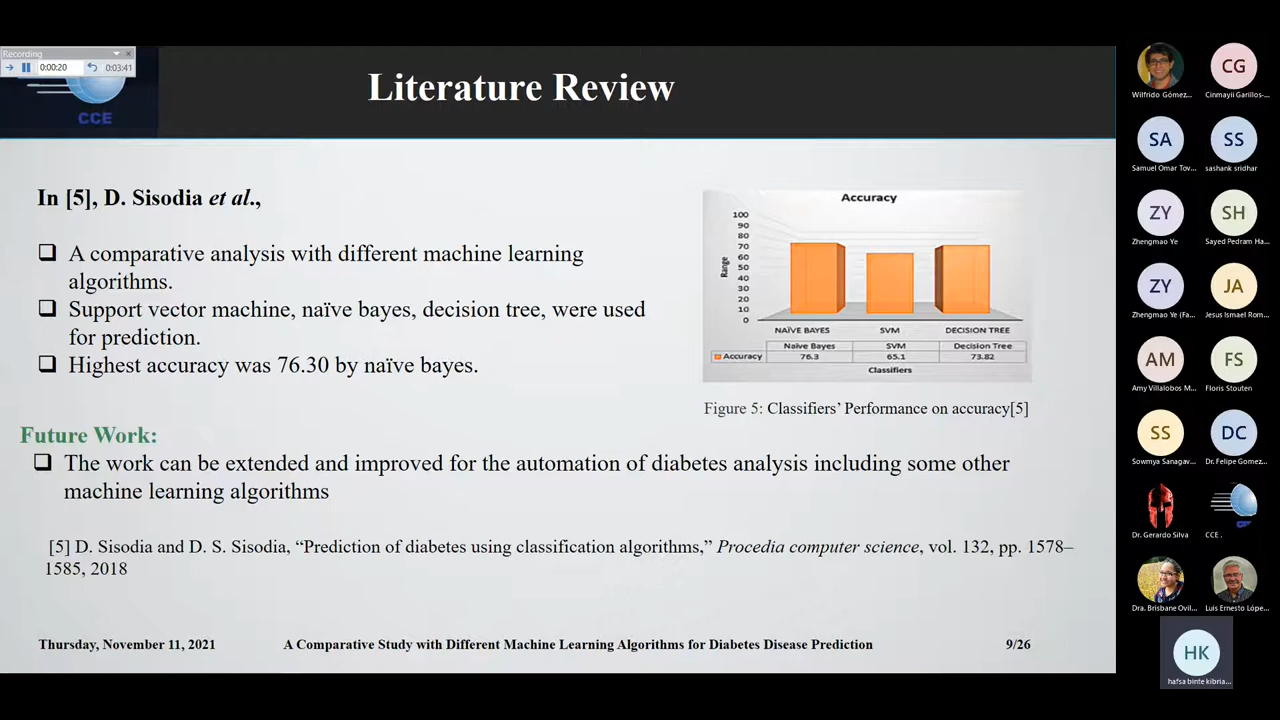 Recording
0:00:20
0:03:41
CCE
Literature Review
In [5], D. Sisodia et al.,
❑ A comparative analysis with different machine learning
algorithms.
❑ Support vector machine, naïve bayes, decision tree, were used
for prediction.
❑ Highest accuracy was 76.30 by naïve bayes.
Accuracy
100
90
80
70
60
50
40
30
20
10
0
Range
NAÏVE BAYES SVM DECISION TREE
Naive Bayes SVM Decision Tree
Accuracy 76.3 65.1 73.82
Classifiers
Figure 5: Classifiers’ Performance on accuracy[5]
Future Work:
❑ The work can be extended and improved for the automation of diabetes analysis including some other
machine learning algorithms
[5] D. Sisodia and D. S. Sisodia, “Prediction of diabetes using classification algorithms,” Procedia computer science, vol. 132, pp. 1578–
1585, 2018
Thursday, November 11, 2021 A Comparative Study with Different Machine Learning Algorithms for Diabetes Disease Prediction 9/26
CG
Wilfrido Gómez... Cinmayii Garillos-...
SA SS
Samuel Omar Tov... sashank sridhar
ZY SH
Zhengmao Ye Sayed Pedram Ha...
ZY JA
Zhengmao Ye (Fa... Jesus Ismael Rom...
AM FS
Amy Villalobos M... Floris Stouten
SS DC
Sowmya Sanagav... Dr. Felipe Gomez...
Dr. Gerardo Silva CCE .
Dra. Brisbane Ovil... Luis Ernesto Lópe...
HK
hafsa binte kibria...